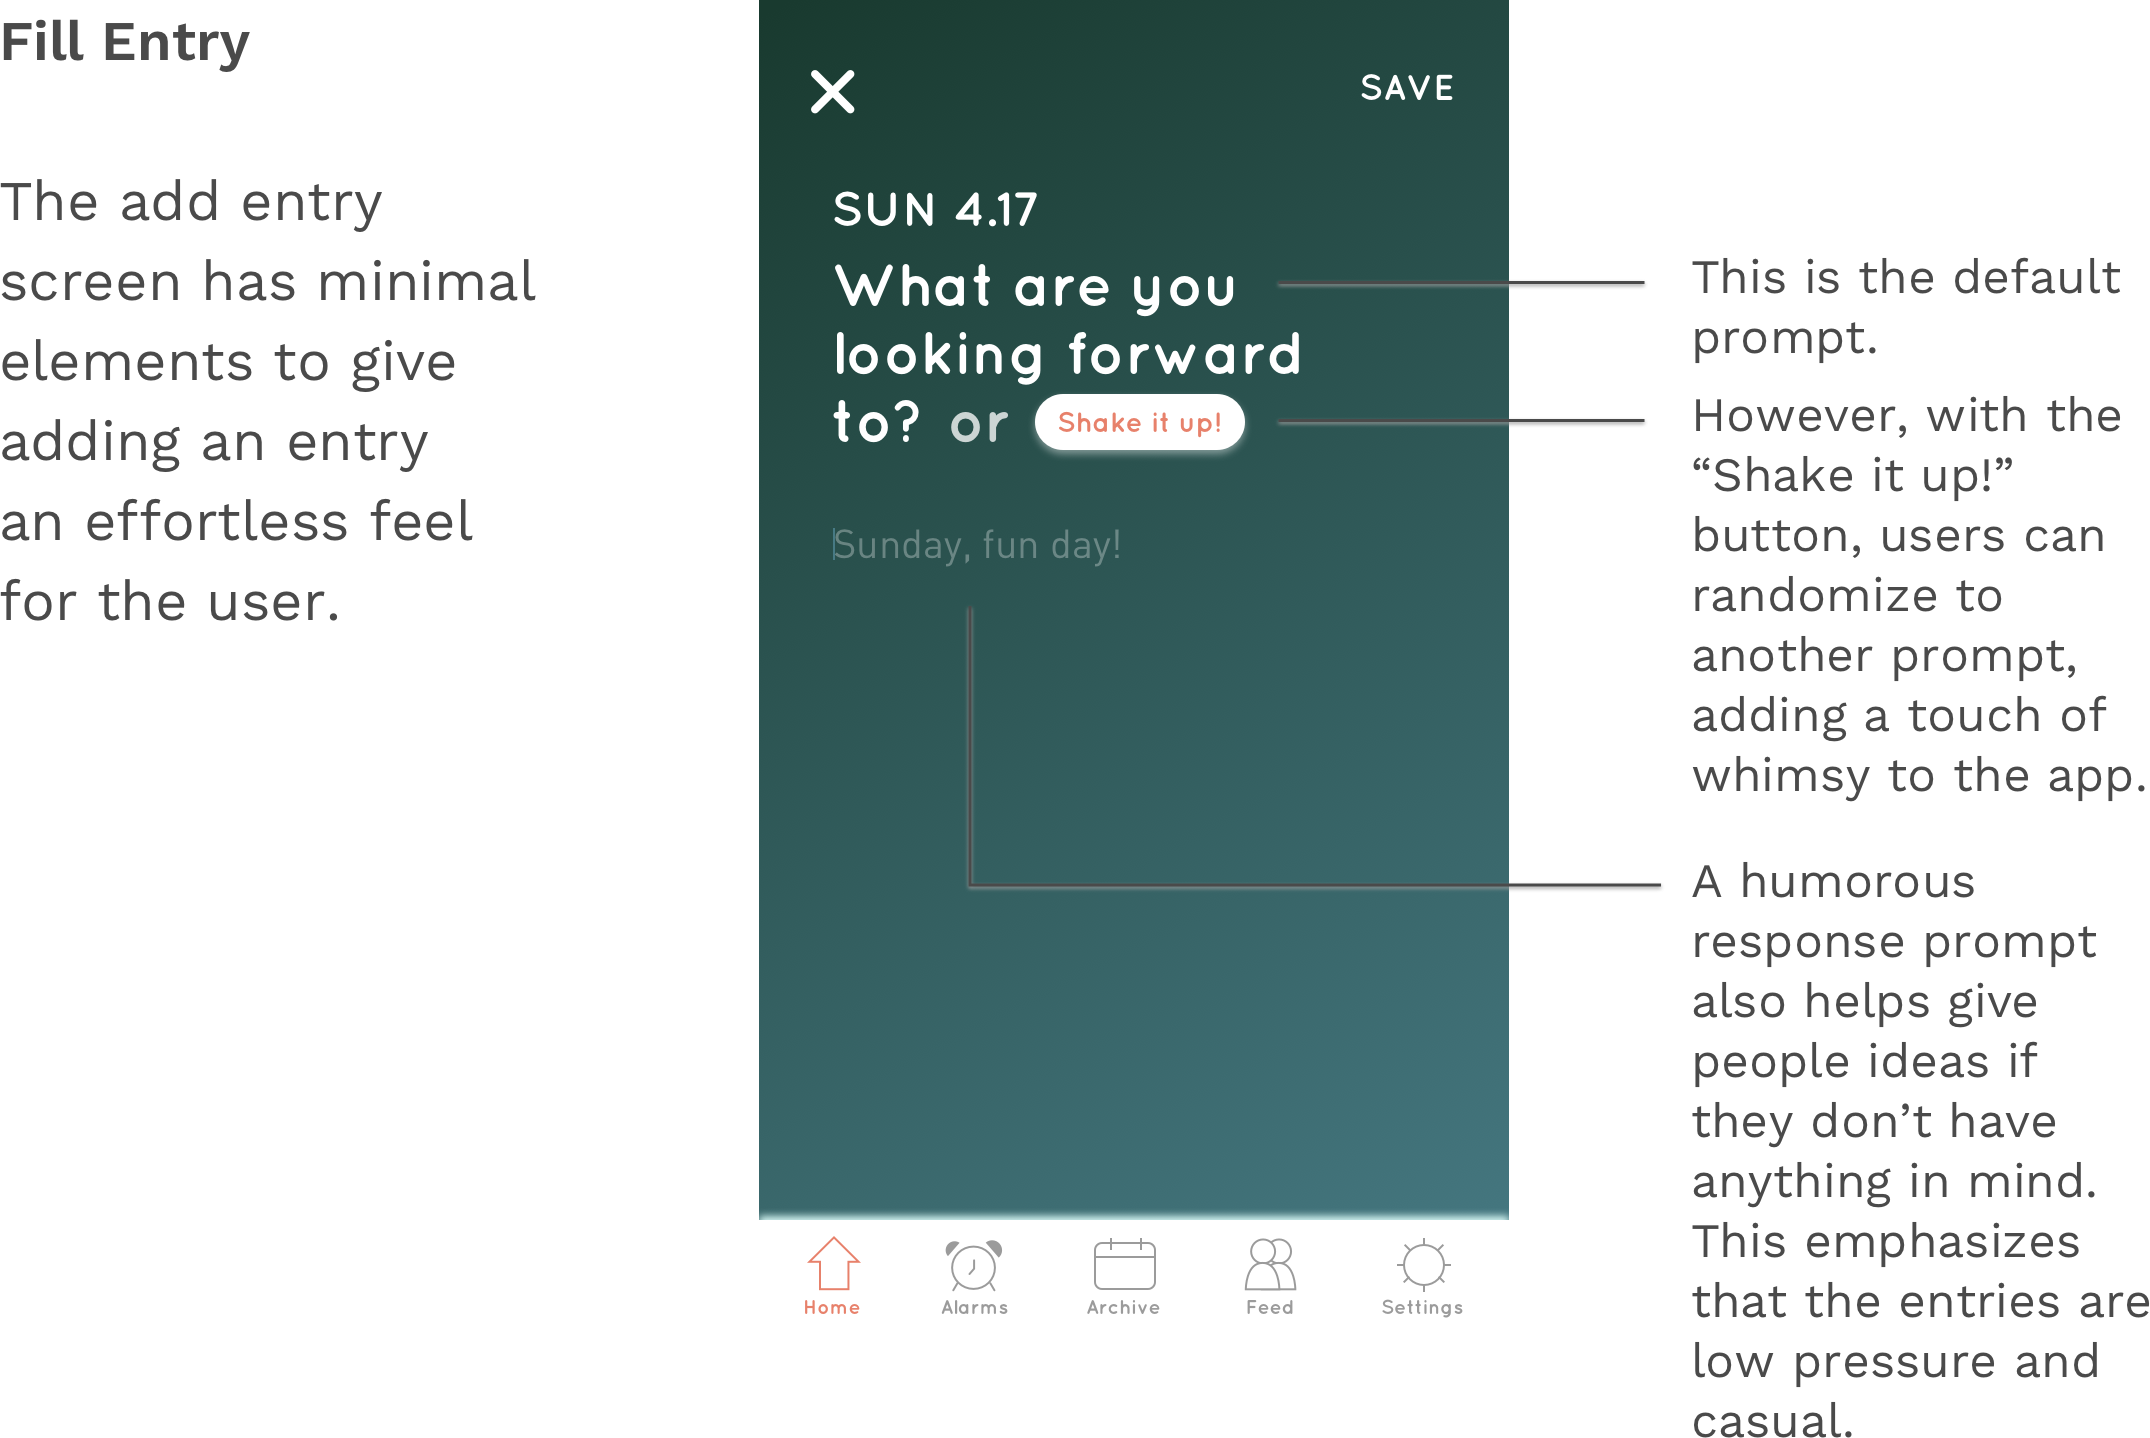 Fill Entry
The add entry
screen has minimal
elements to give
adding an entry
an effortless feel
for the user.
SAVE
SUN 4.17
What are you
looking forward
to? or Shake it up!
Sunday, fun day!
Home Alarms Archive Feed Settings
This is the default
prompt.
However, with the
“Shake it up!”
button, users can
randomize to
another prompt,
adding a touch of
whimsy to the app.
A humorous
response prompt
also helps give
people ideas if
they don’t have
anything in mind.
This emphasizes
that the entries are
low pressure and
casual.